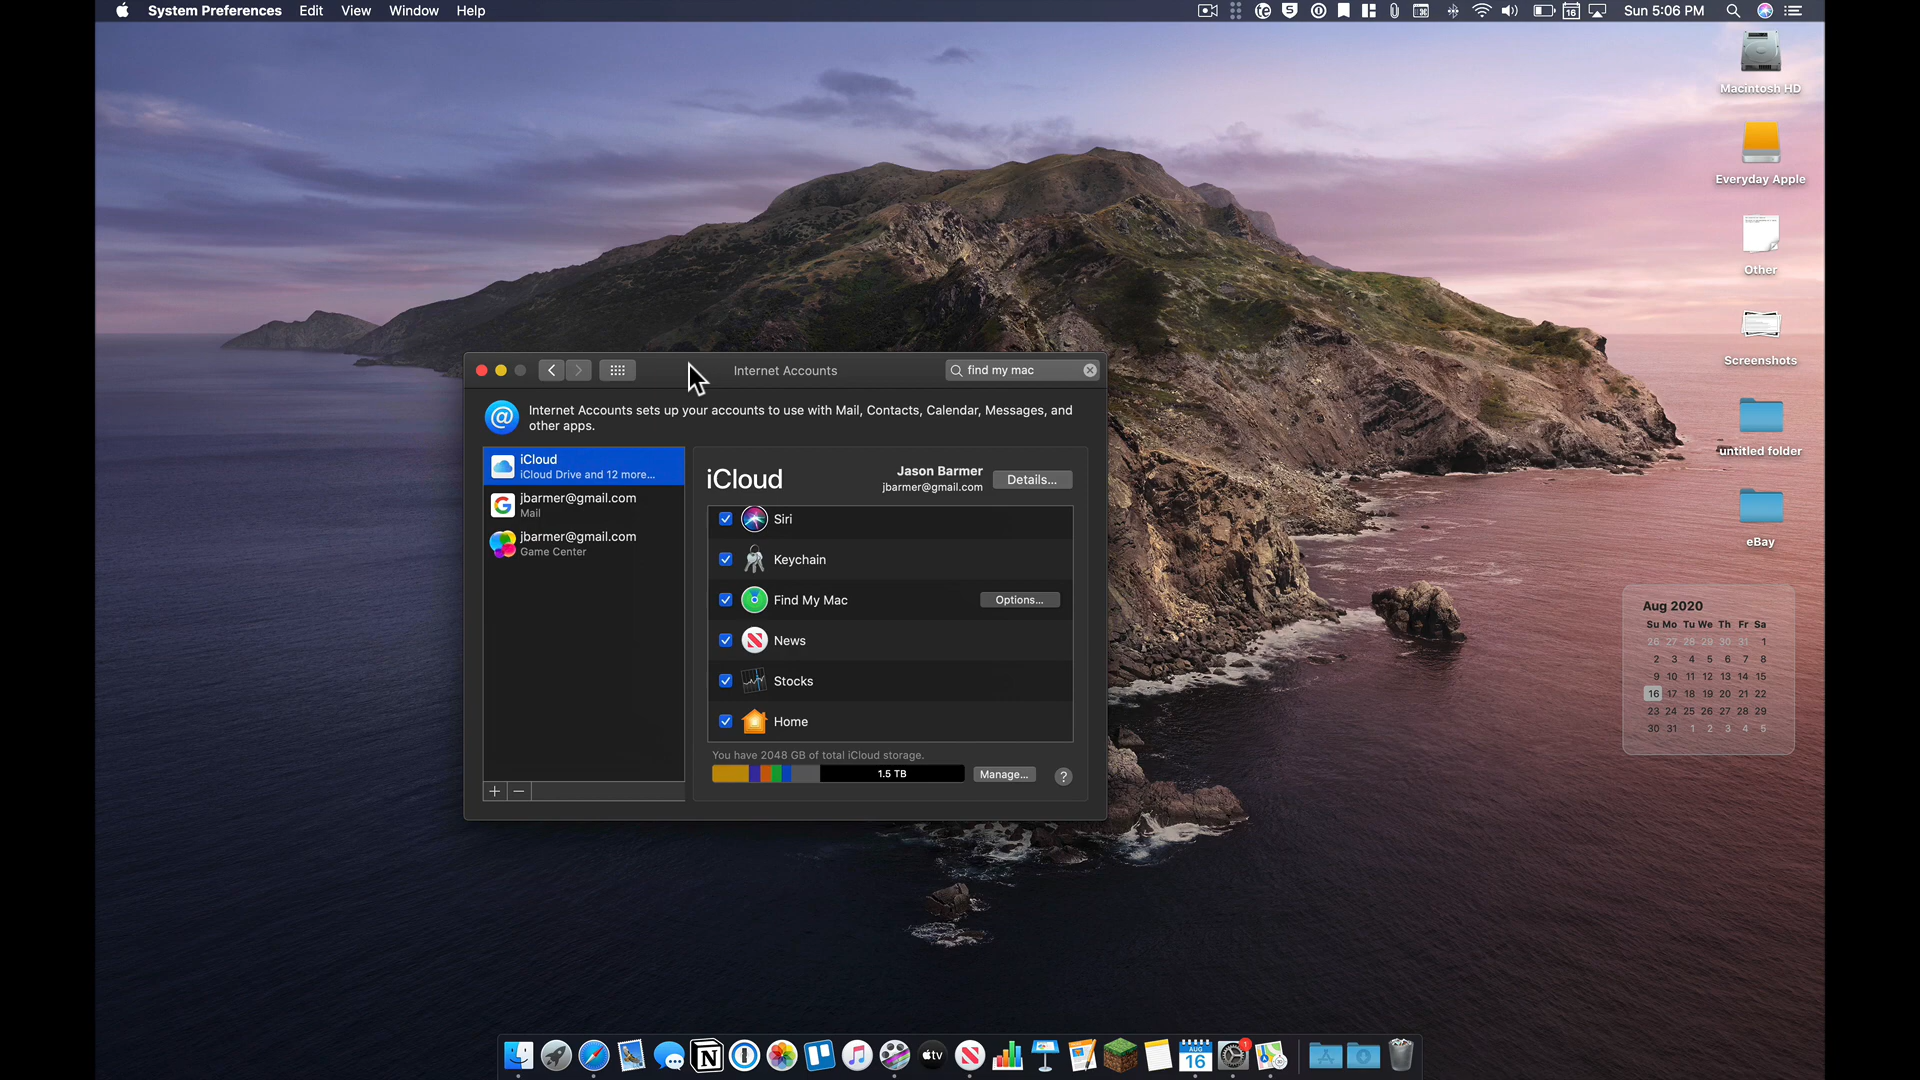 System Preferences Edit View Window Help
Sun 5:06 PM
Macintosh HD
Everyday Apple
Other
Screenshots
untitled folder
eBay
Internet Accounts
find my mac
Internet Accounts sets up your accounts to use with Mail, Contacts, Calendar, Messages, and
other apps.
iCloud
iCloud Drive and 12 more...
jbarmer@gmail.com
Mail
jbarmer@gmail.com
Game Center
iCloud
Jason Barmer
jbarmer@gmail.com
Details...
Siri
Keychain
Find My Mac
Options...
News
Stocks
Home
You have 2048 GB of total iCloud storage.
1.5 TB
Manage...
?
Aug 2020
Su Mo Tu We Th Fr Sa
26 27 28 29 30 31 1
2 3 4 5 6 7 8
9 10 11 12 13 14 15
16 17 18 19 20 21 22
23 24 25 26 27 28 29
30 31 1 2 3 4 5
tv
AUG
16
1